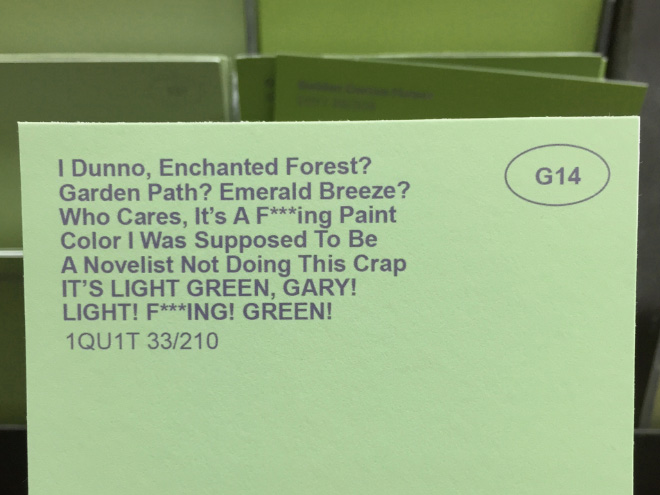 I Dunno, Enchanted Forest?
Garden Path? Emerald Breeze?
Who Cares, It's A F***ing Paint
Color I Was Supposed To Be
A Novelist Not Doing This Crap
IT'S LIGHT GREEN, GARY!
LIGHT! F***ING! GREEN!
1QU1T 33/210
G14